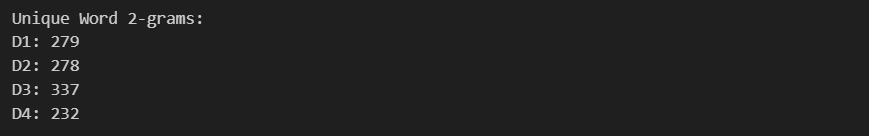 Unique Word 2-grams:
D1: 279
D2: 278
D3: 337
D4: 232